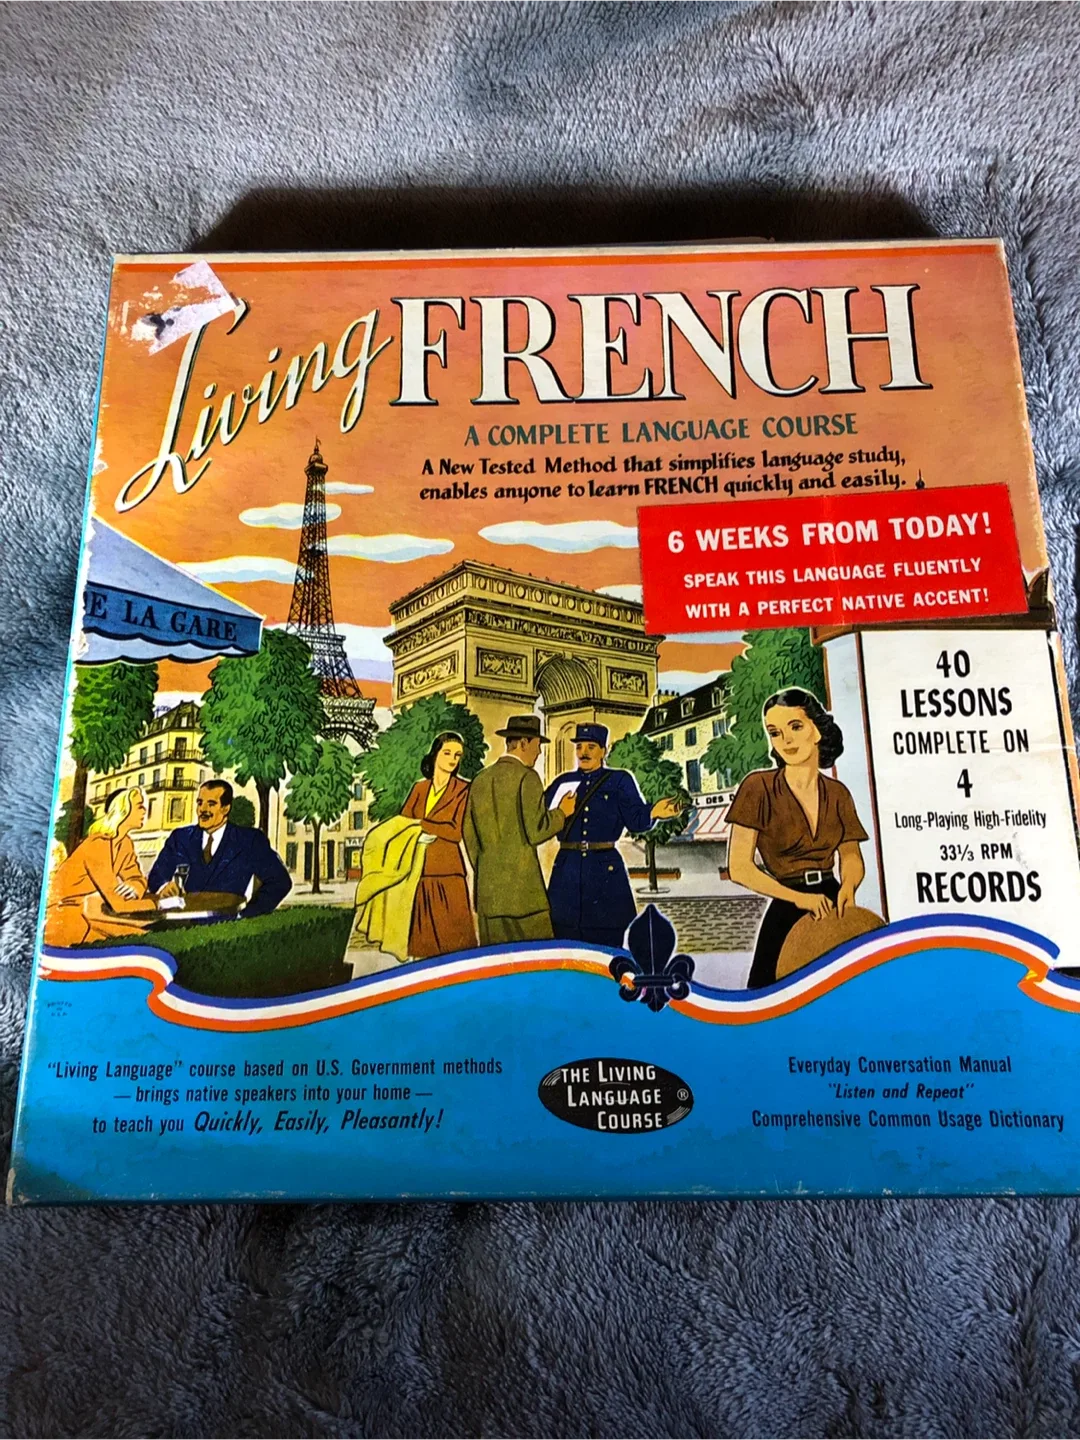 Living FRENCH
A COMPLETE LANGUAGE COURSE
A New Tested Method that simplifies language study,
enables anyone to learn FRENCH quickly and easily.
6 WEEKS FROM TODAY!
SPEAK THIS LANGUAGE FLUENTLY
WITH A PERFECT NATIVE ACCENT!
E LA GARE
40
LESSONS
COMPLETE ON
4
Long-Playing High-Fidelity
33⅓ RPM
RECORDS
L DES
PRINTED
IN
U.S.A.
"Living Language" course based on U.S. Government methods
— brings native speakers into your home —
to teach you Quickly, Easily, Pleasantly!
THE LIVING
LANGUAGE ®
COURSE
Everyday Conversation Manual
"Listen and Repeat"
Comprehensive Common Usage Dictionary